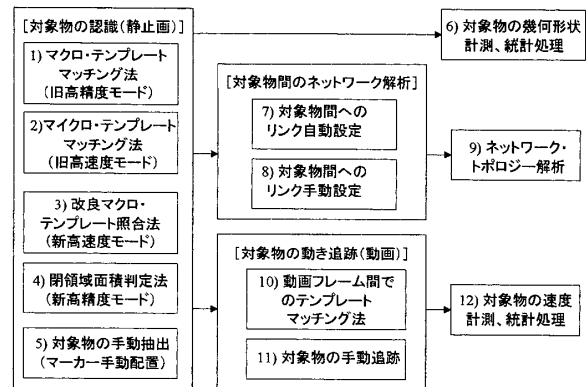 [対象物の認識(静止画)]
1) マクロ・テンプレート
マッチング法
(旧高精度モード)
2)マイクロ・テンプレート
マッチング法
(旧高速度モード)
3) 改良マクロ・
テンプレート照合法
(新高速度モード)
4) 閉領域面積判定法
(新高精度モード)
5) 対象物の手動抽出
(マーカー手動配置)
[対象物間のネットワーク解析]
7) 対象物間への
リンク自動設定
8) 対象物間への
リンク手動設定
[対象物の動き追跡(動画)]
10) 動画フレーム間で
のテンプレート
マッチング法
11) 対象物の手動追跡
6) 対象物の幾何形状
計測、統計処理
9) ネットワーク・
トポロジー解析
12) 対象物の速度
計測、統計処理